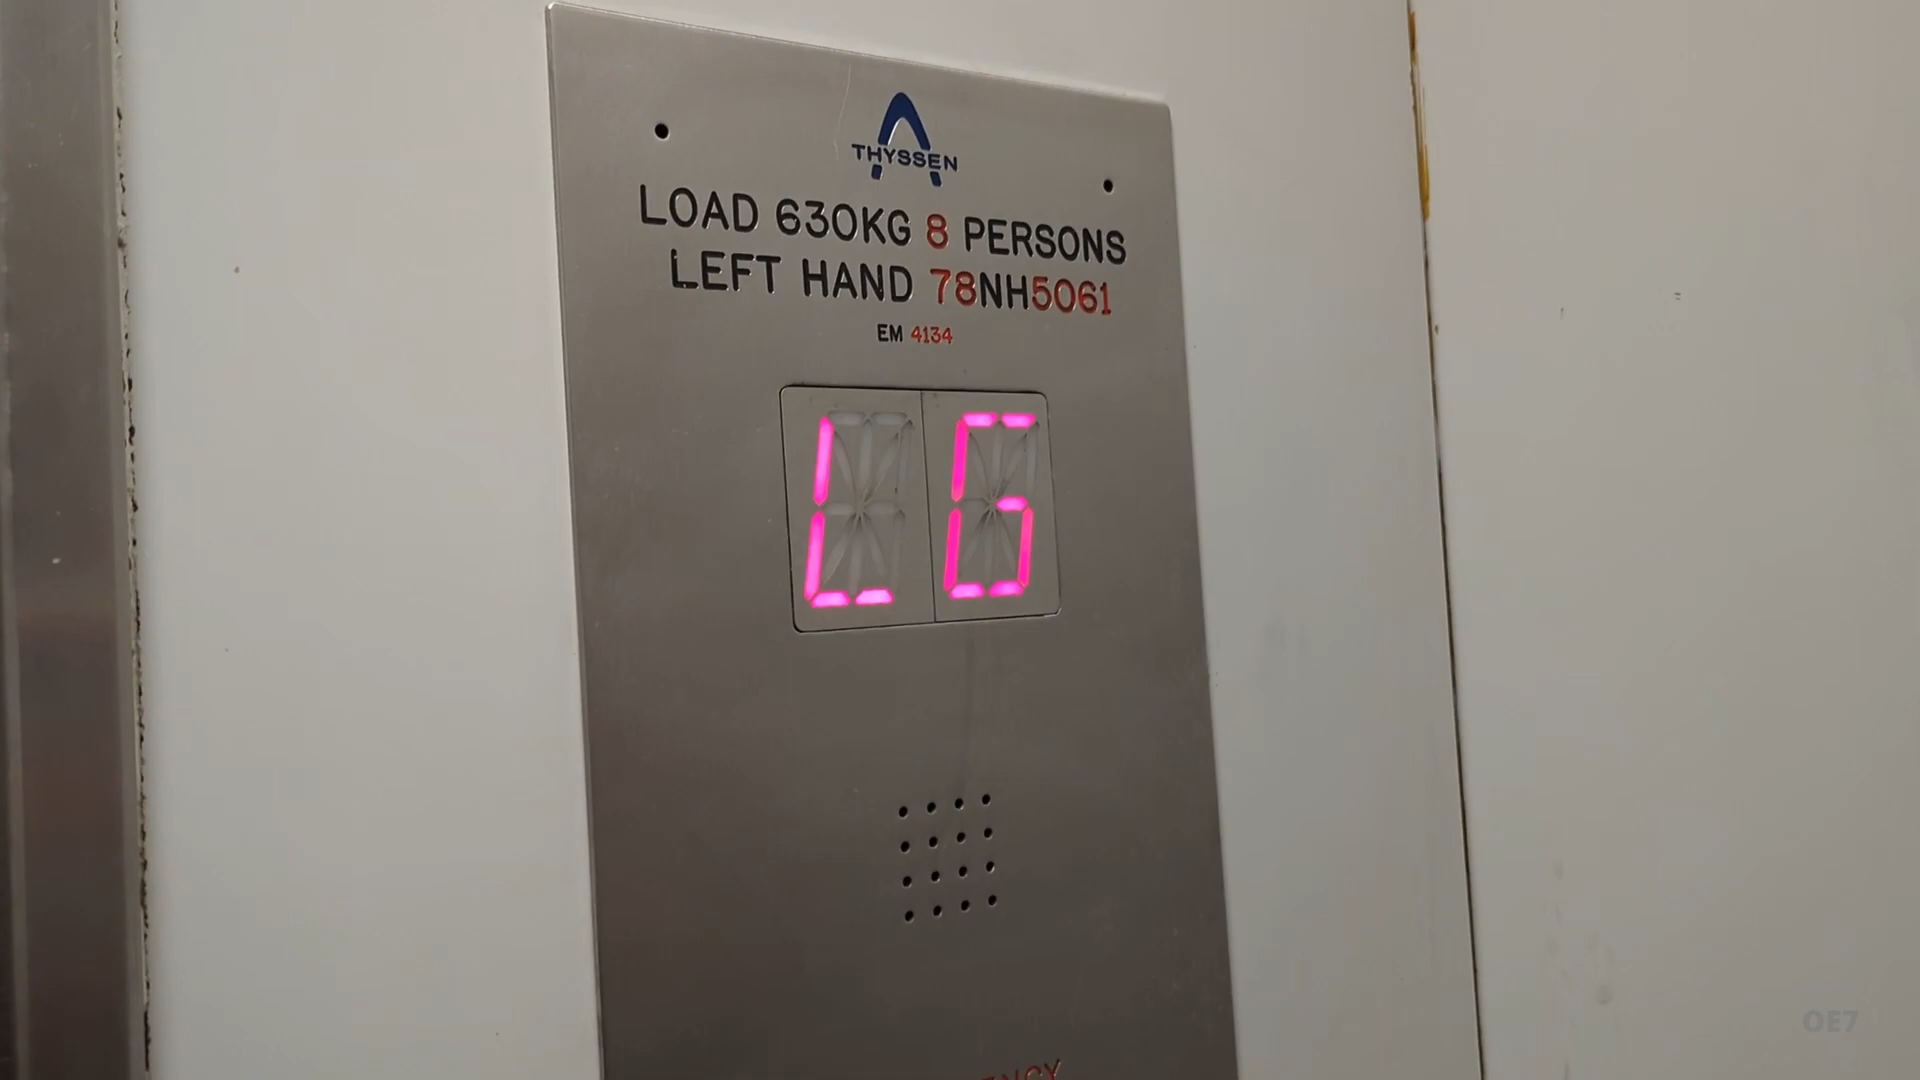 THYSSEN
LOAD 630KG 8 PERSONS
LEFT HAND 78NH5061
EM 4134
LG
OE7